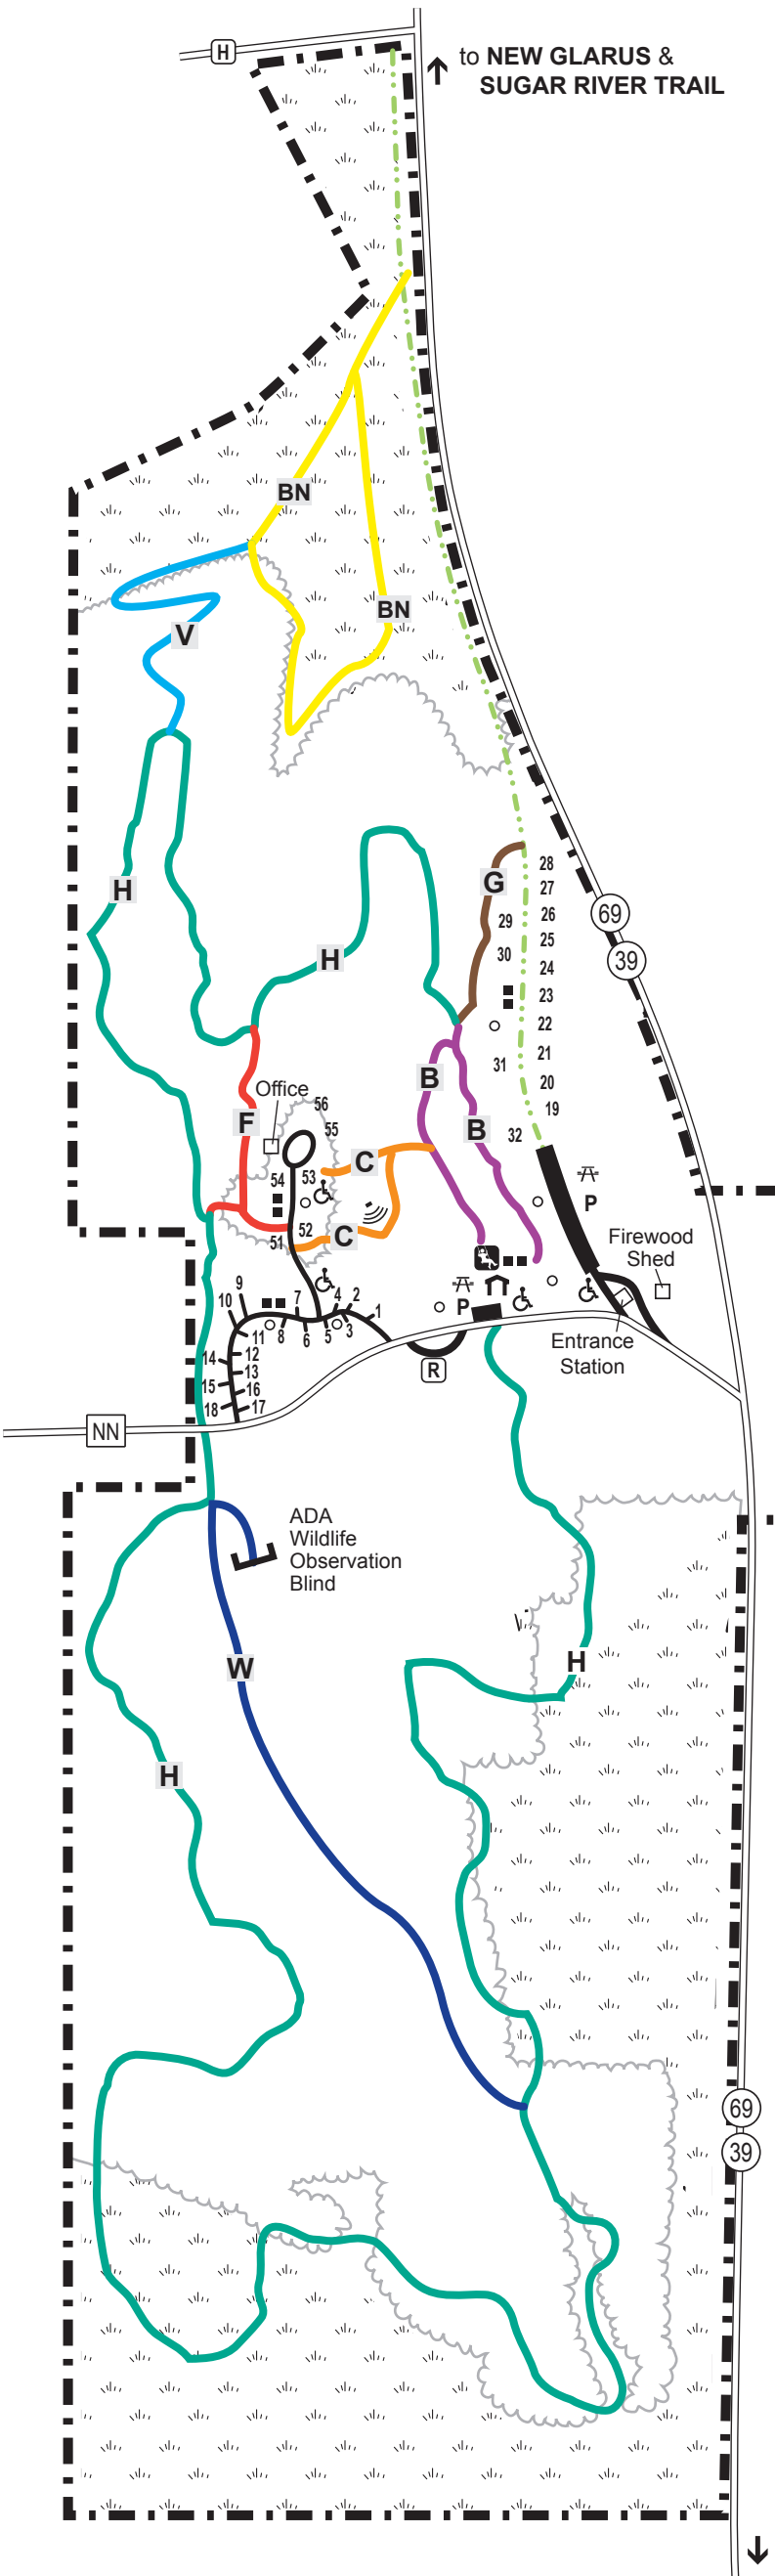 H
to NEW GLARUS &
SUGAR RIVER TRAIL
BN
BN
V
H
G
28
27
26
25
24
23
22
21
20
19
29
30
31
32
69
39
H
B
B
F
Office
56
55
54
53
52
51
C
C
P
Firewood
Shed
Entrance
Station
P
R
9
10
11
8
7
6
5
4
3
2
1
12
13
14
15
16
17
18
NN
ADA
Wildlife
Observation
Blind
W
H
H
69
39